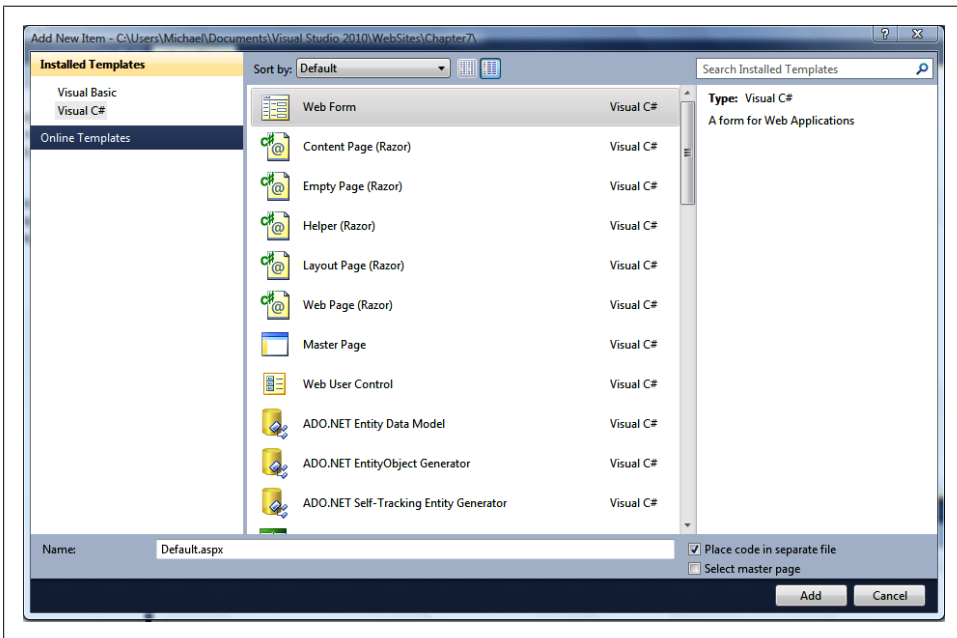 Add New Item - C:\Users\Michael\Documents\Visual Studio 2010\WebSites\Chapter7\
Installed Templates
Visual Basic
Visual C#
Online Templates
Sort by: Default
Search Installed Templates
Web Form Visual C#
Content Page (Razor) Visual C#
Empty Page (Razor) Visual C#
Helper (Razor) Visual C#
Layout Page (Razor) Visual C#
Web Page (Razor) Visual C#
Master Page Visual C#
Web User Control Visual C#
ADO.NET Entity Data Model Visual C#
ADO.NET EntityObject Generator Visual C#
ADO.NET Self-Tracking Entity Generator Visual C#
Type: Visual C#
A form for Web Applications
Name: Default.aspx
Place code in separate file
Select master page
Add Cancel